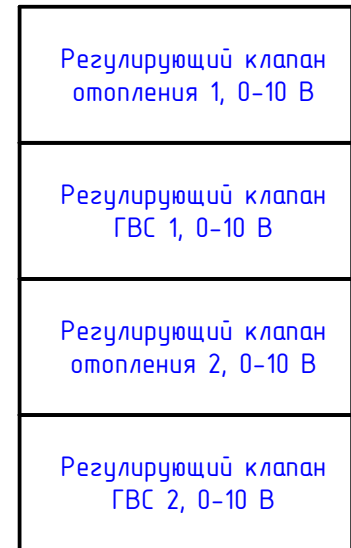 Регулирующий клапан
отопления 1, 0-10 В
Регулирующий клапан
ГВС 1, 0-10 В
Регулирующий клапан
отопления 2, 0-10 В
Регулирующий клапан
ГВС 2, 0-10 В